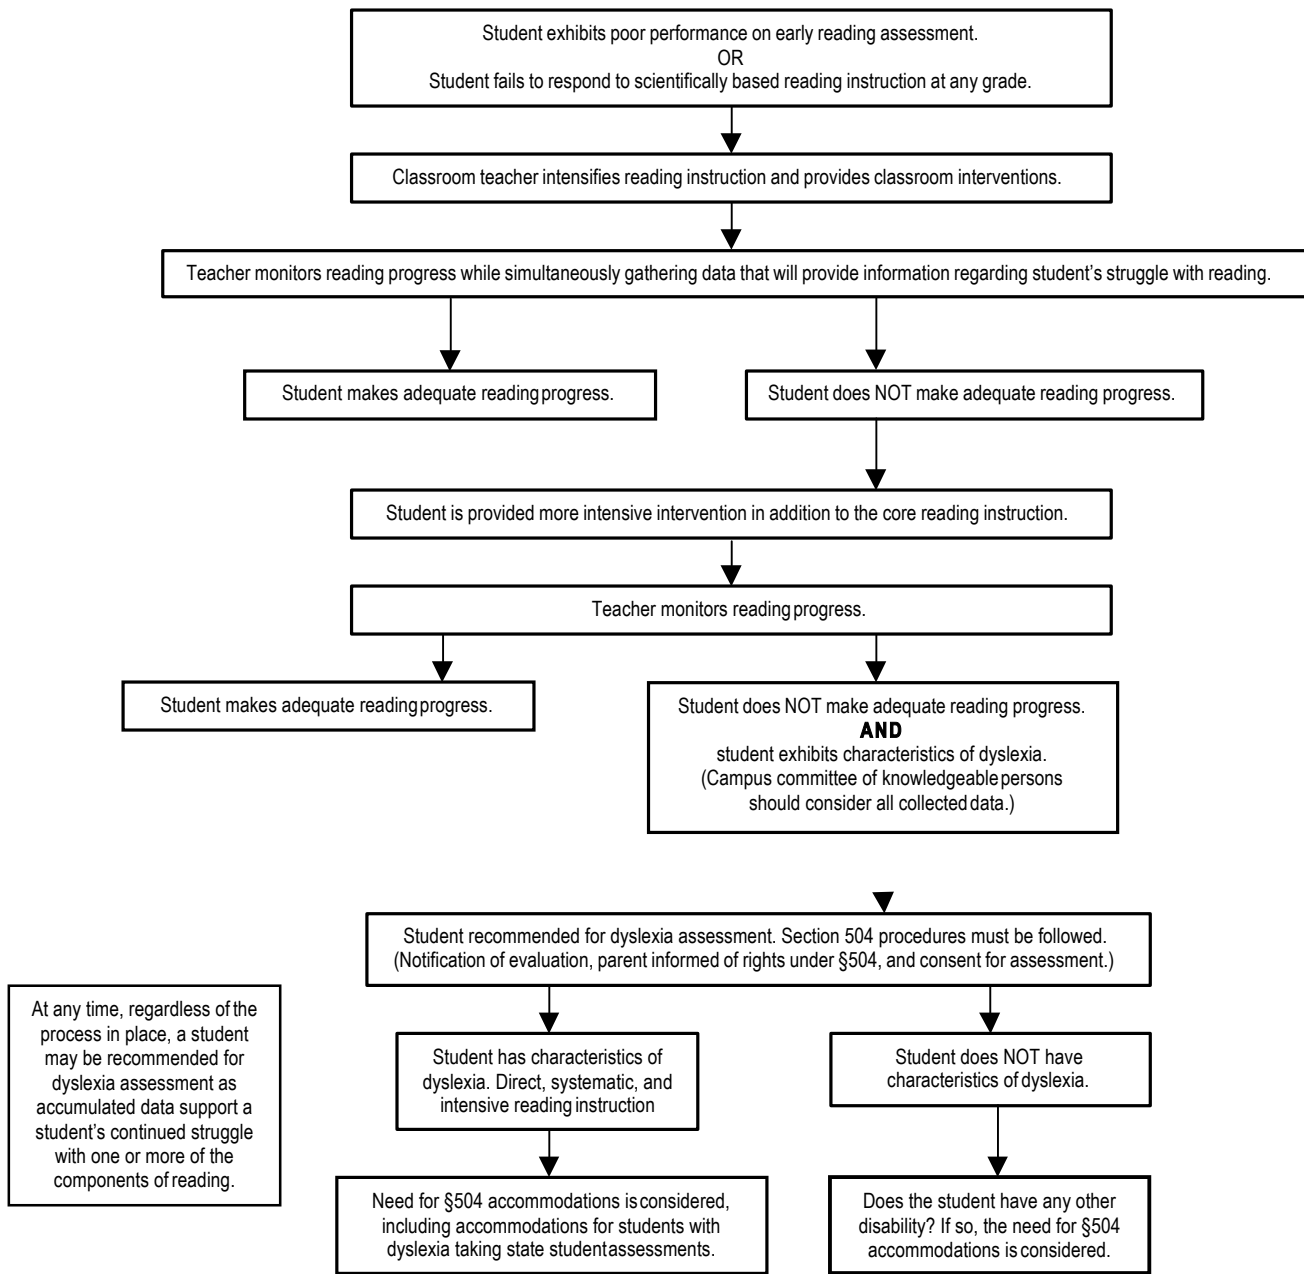 Student exhibits poor performance on early reading assessment.
OR
Student fails to respond to scientifically based reading instruction at any grade.
Classroom teacher intensifies reading instruction and provides classroom interventions.
Teacher monitors reading progress while simultaneously gathering data that will provide information regarding student’s struggle with reading.
Student makes adequate reading progress.
Student does NOT make adequate reading progress.
Student is provided more intensive intervention in addition to the core reading instruction.
Teacher monitors reading progress.
Student makes adequate reading progress.
Student does NOT make adequate reading progress.
AND
student exhibits characteristics of dyslexia.
(Campus committee of knowledgeable persons
should consider all collected data.)
Student recommended for dyslexia assessment. Section 504 procedures must be followed.
(Notification of evaluation, parent informed of rights under §504, and consent for assessment.)
At any time, regardless of the
process in place, a student
may be recommended for
dyslexia assessment as
accumulated data support a
student’s continued struggle
with one or more of the
components of reading.
Student has characteristics of
dyslexia. Direct, systematic, and
intensive reading instruction
Student does NOT have
characteristics of dyslexia.
Need for §504 accommodations is considered,
including accommodations for students with
dyslexia taking state student assessments.
Does the student have any other
disability? If so, the need for §504
accommodations is considered.